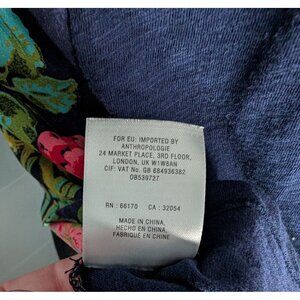 FOR EU: IMPORTED BY
ANTHROPOLOGIE
24 MARKET PLACE, 3RD FLOOR,
LONDON, UK W1W8AN
CIF: VAT No. GB 684936382
OB539727
RN : 66170 CA : 32054
MADE IN CHINA,
HECHO EN CHINA,
FABRIQUÉ EN CHINE